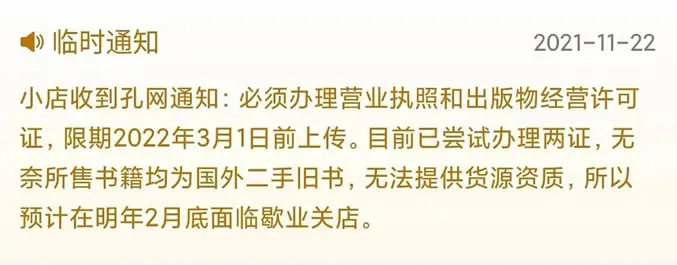 临时通知
2021-11-22
小店收到孔网通知：必须办理营业执照和出版物经营许可
证，限期2022年3月1日前上传。目前已尝试办理两证，无
奈所售书籍均为国外二手旧书，无法提供货源资质，所以
预计在明年2月底面临歇业关店。